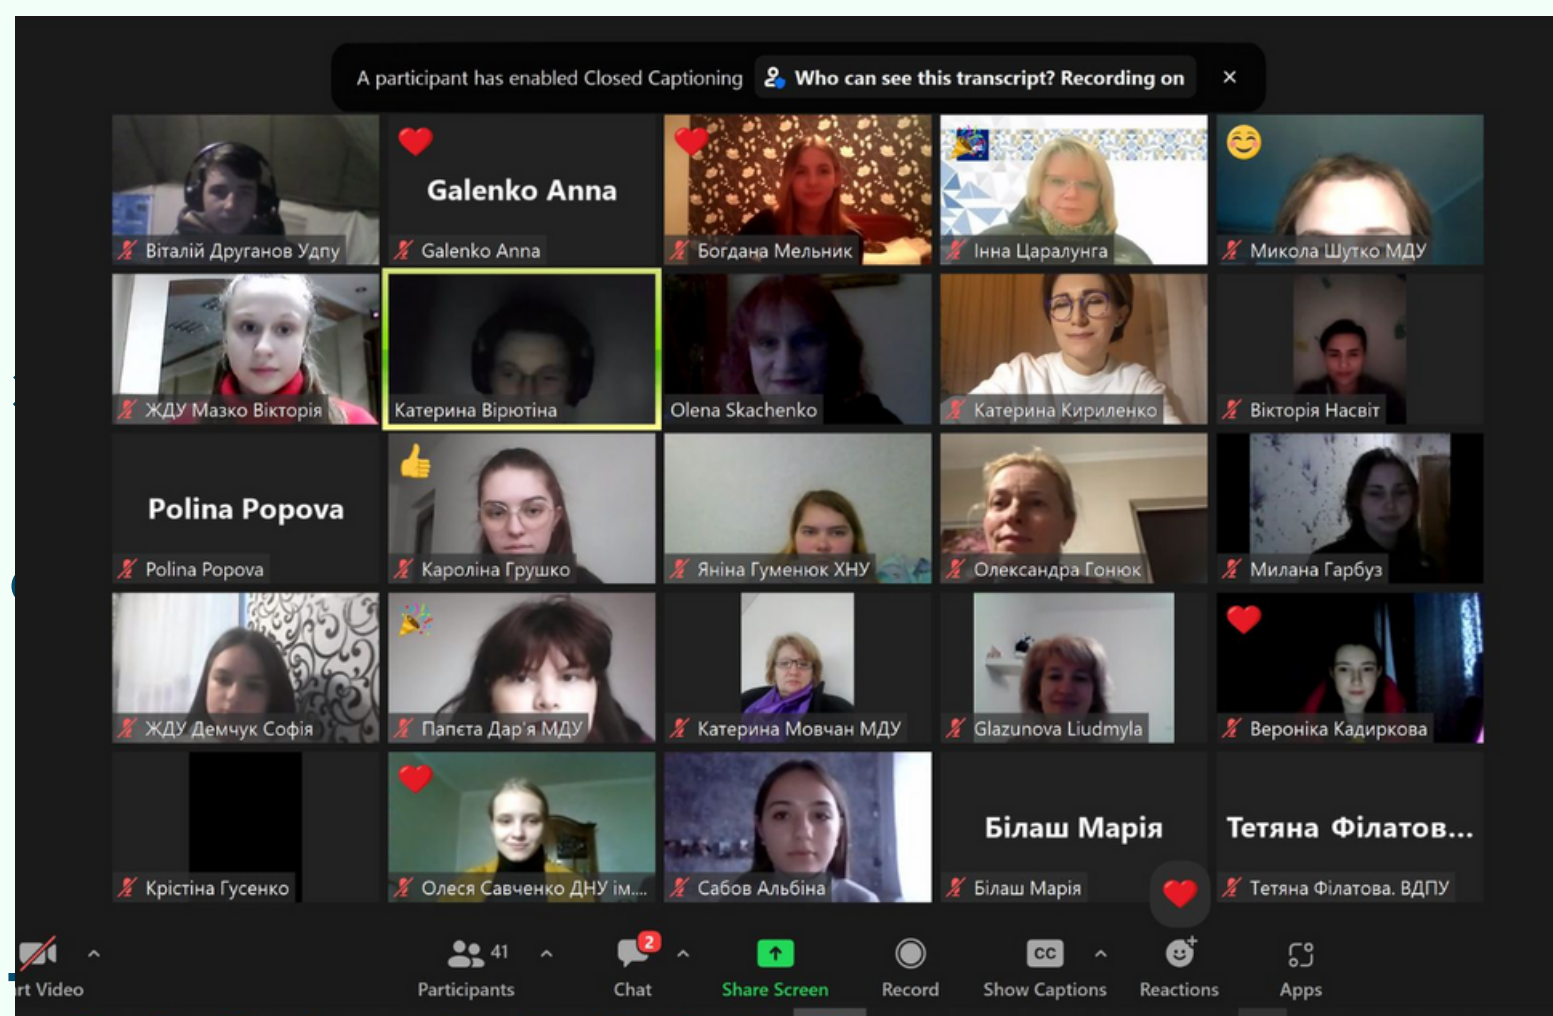 A participant has enabled Closed Captioning Who can see this transcript? Recording on
Віталій Друганов Удпу
Galenko Anna
Galenko Anna
Богдана Мельник
Інна Царалунга
Микола Шутко МДУ
ЖДУ Мазко Вікторія
Катерина Вірютіна
Olena Skachenko
Катерина Кириленко
Вікторія Насвіт
Polina Popova
Polina Popova
Кароліна Грушко
Яніна Гуменюк ХНУ
Олександра Гонюк
Милана Гарбуз
ЖДУ Демчук Софія
Папєта Дар'я МДУ
Катерина Мовчан МДУ
Glazunova Liudmyla
Вероніка Кадиркова
Крістіна Гусенко
Олеся Савченко ДНУ ім....
Сабов Альбіна
Білаш Марія
Білаш Марія
Тетяна Філатов...
Тетяна Філатова. ВДПУ
rt Video
41
Participants
2
Chat
Share Screen
Record
CC
Show Captions
Reactions
Apps